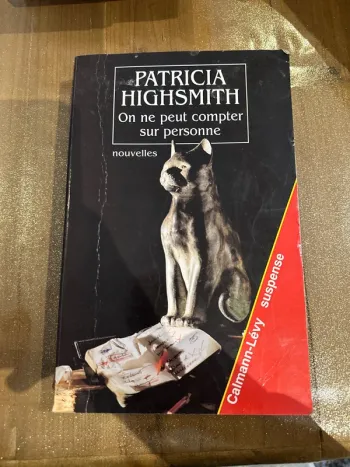 PATRICIA
HIGHSMITH
On ne peut compter
sur personne
nouvelles
Calmann-Lévy suspense